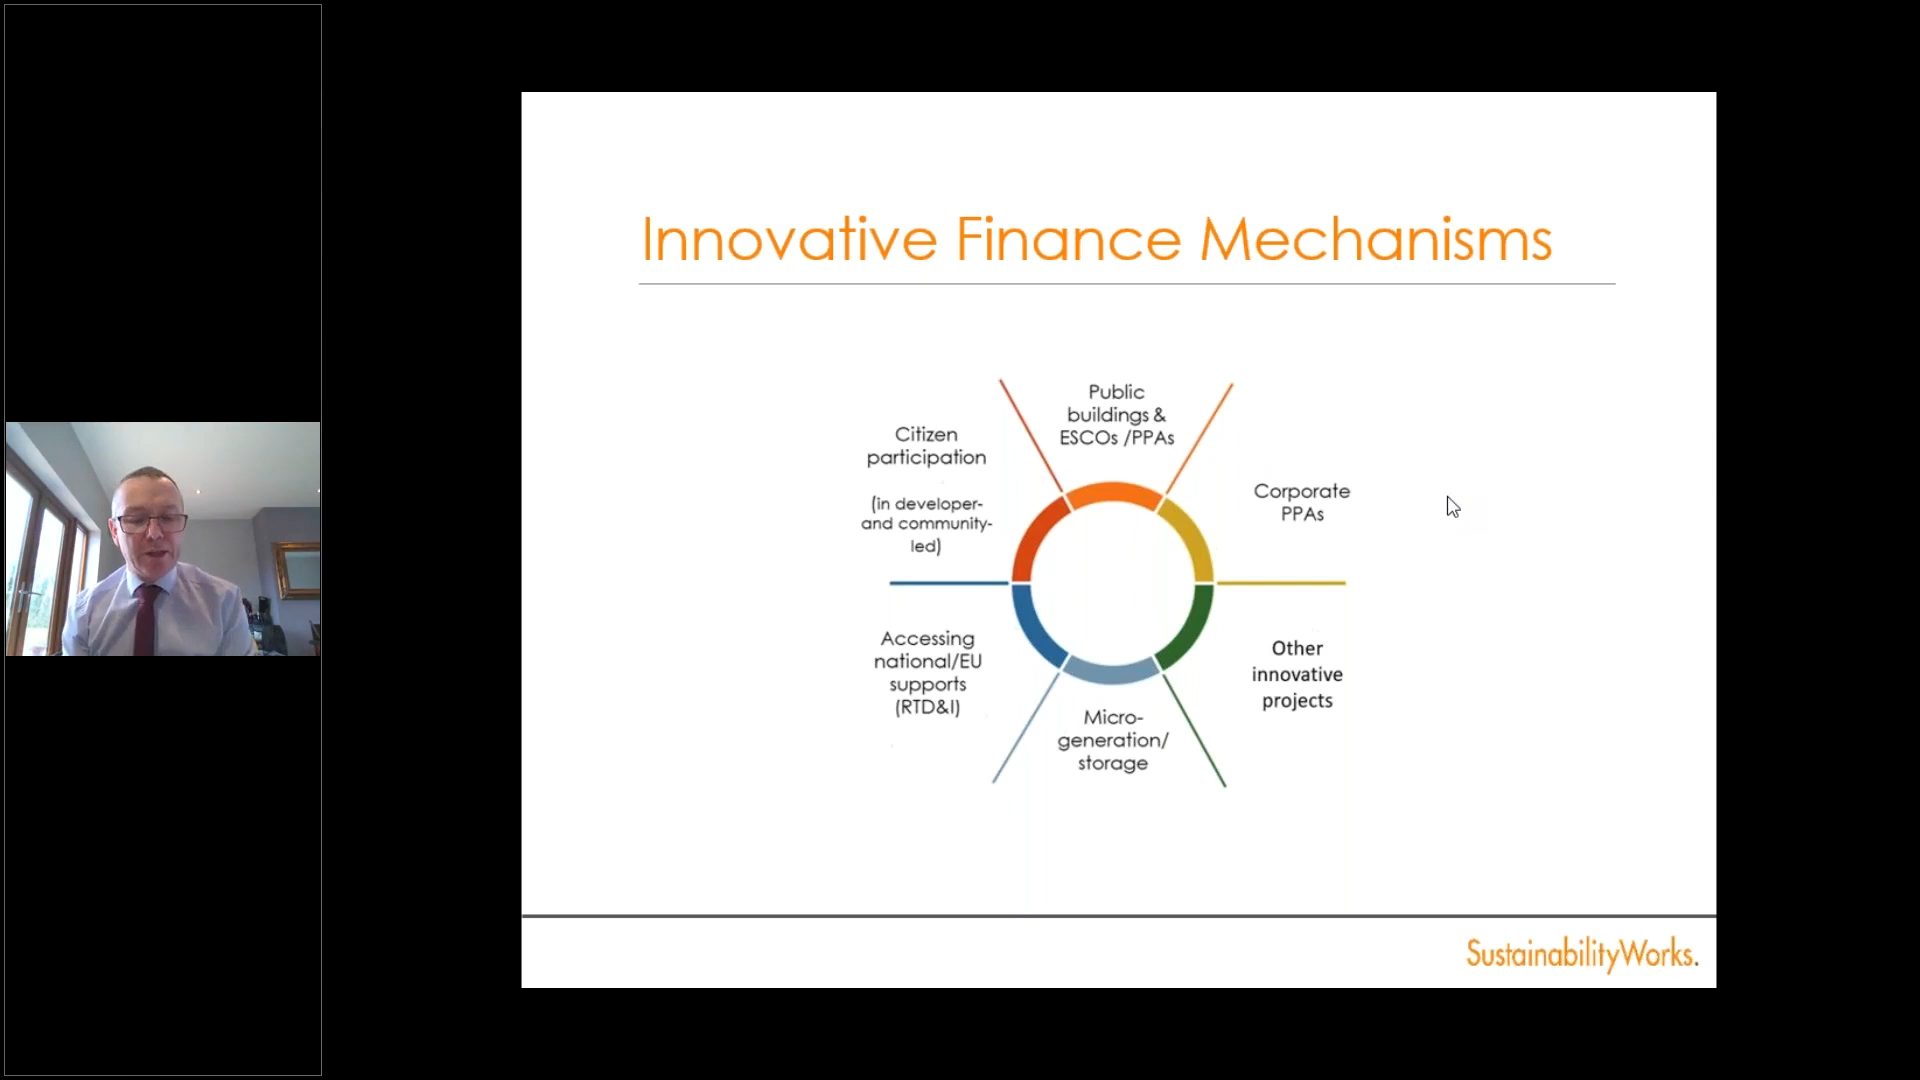 Innovative Finance Mechanisms
Public
buildings &
ESCOs /PPAs
Citizen
participation
(in developer-
and community-
led)
Corporate
PPAs
Accessing
national/EU
supports
(RTD&I)
Other
innovative
projects
Micro-
generation/
storage
SustainabilityWorks.